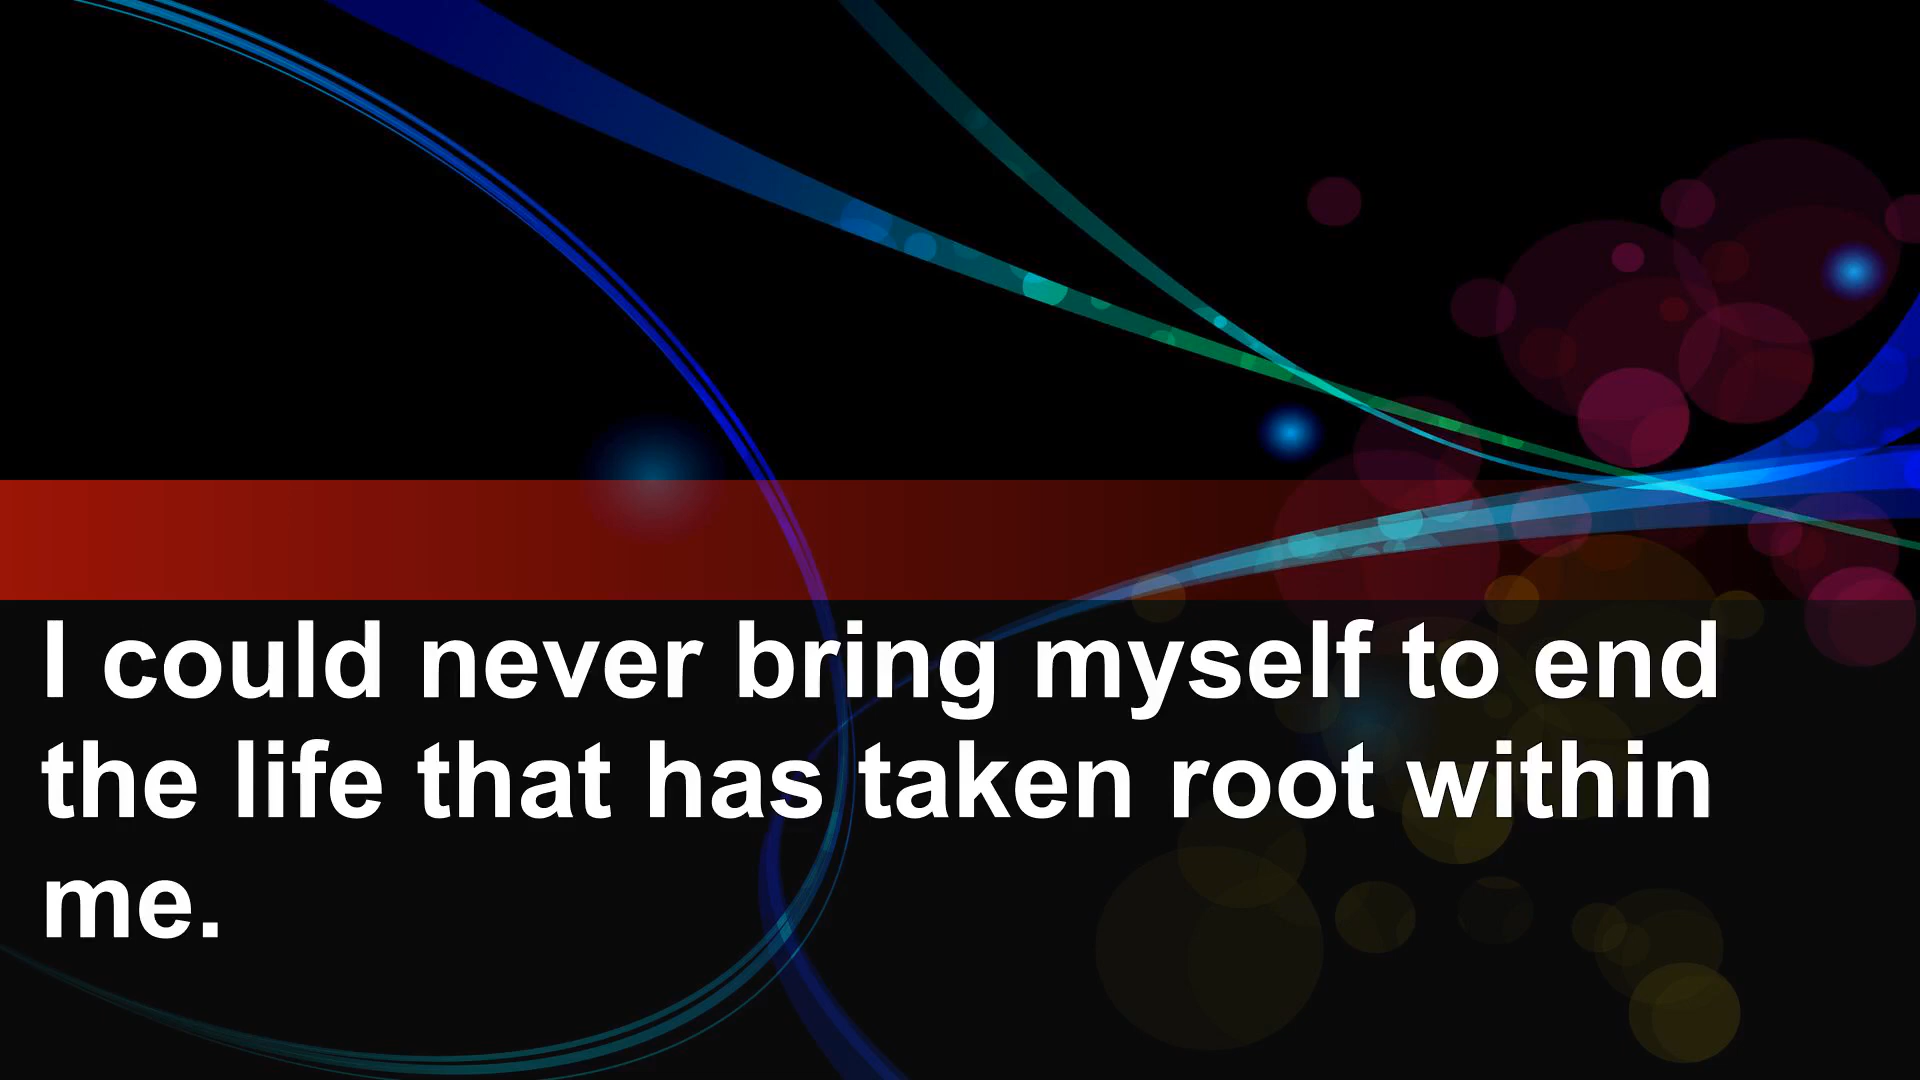 I could never bring myself to end
the life that has taken root within
me.